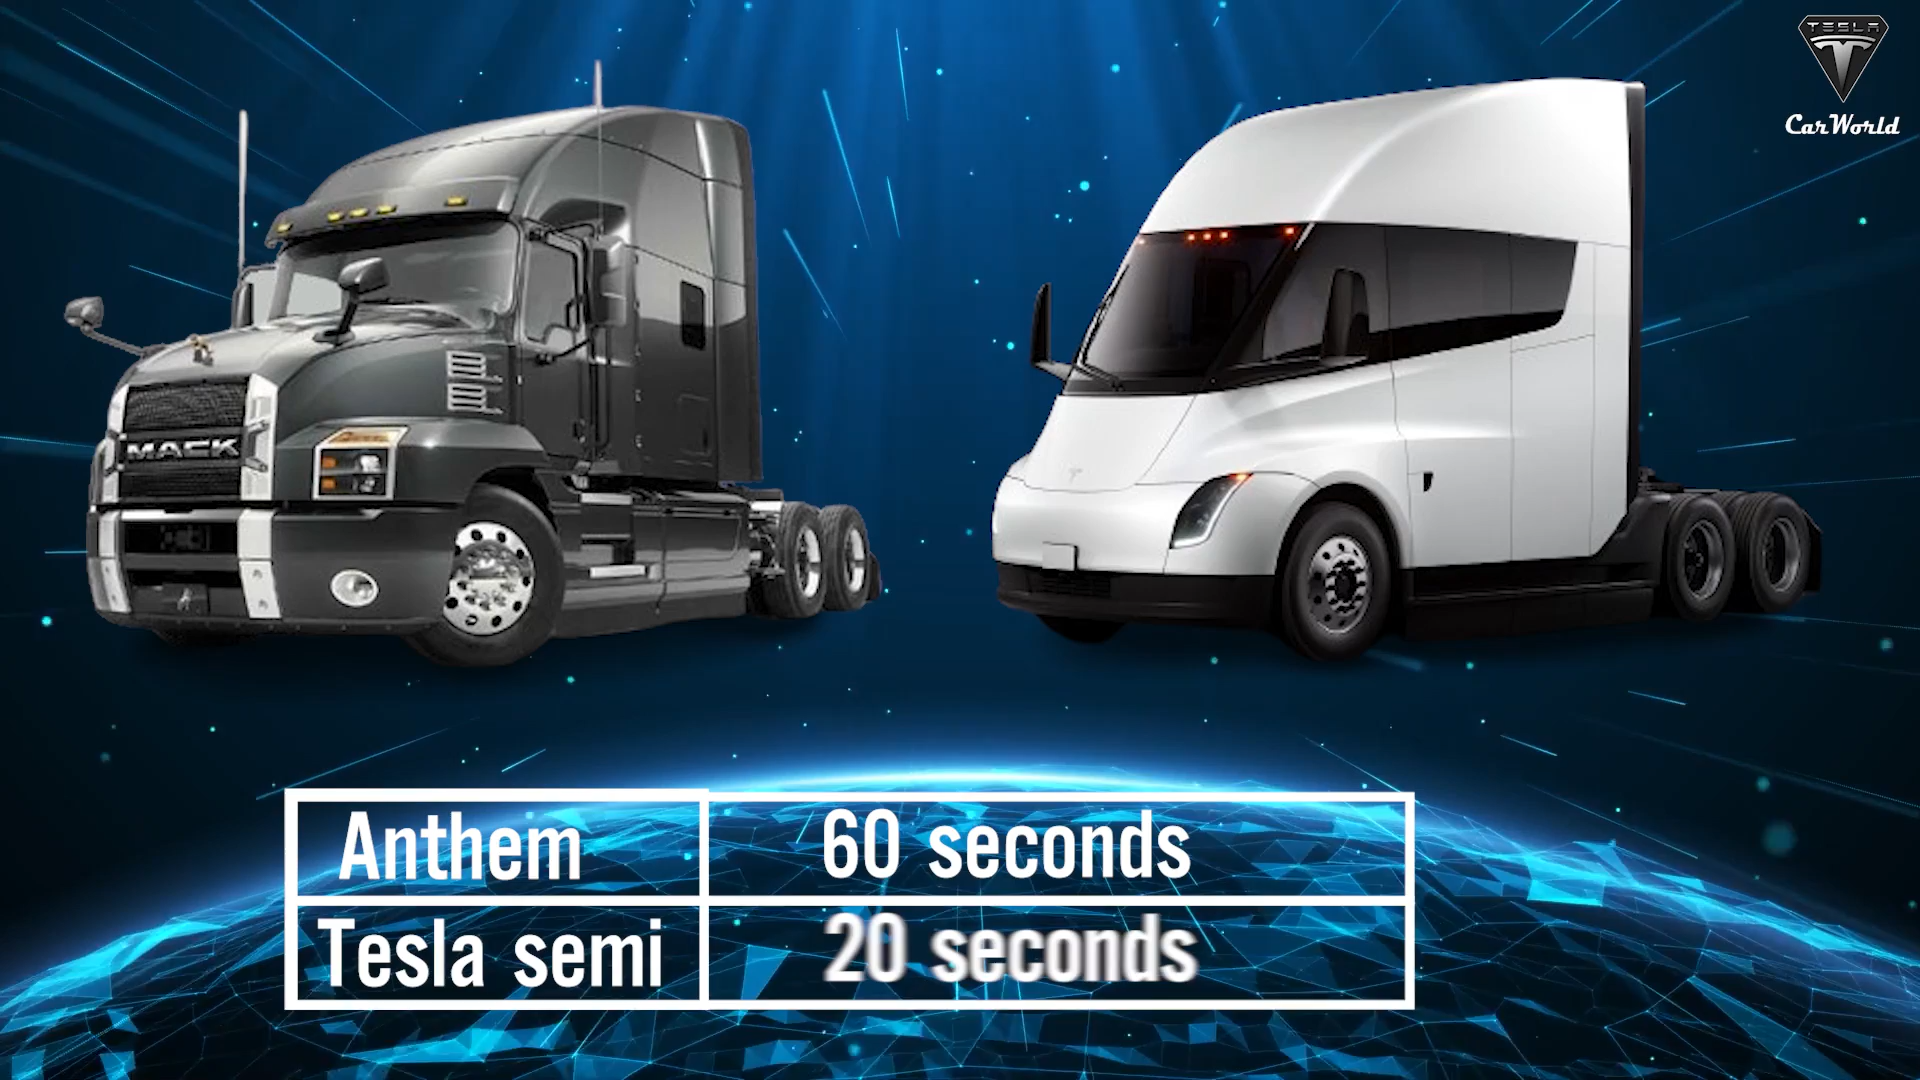 TESLA
CarWorld
MACK
Anthem 60 seconds
Tesla semi 20 seconds